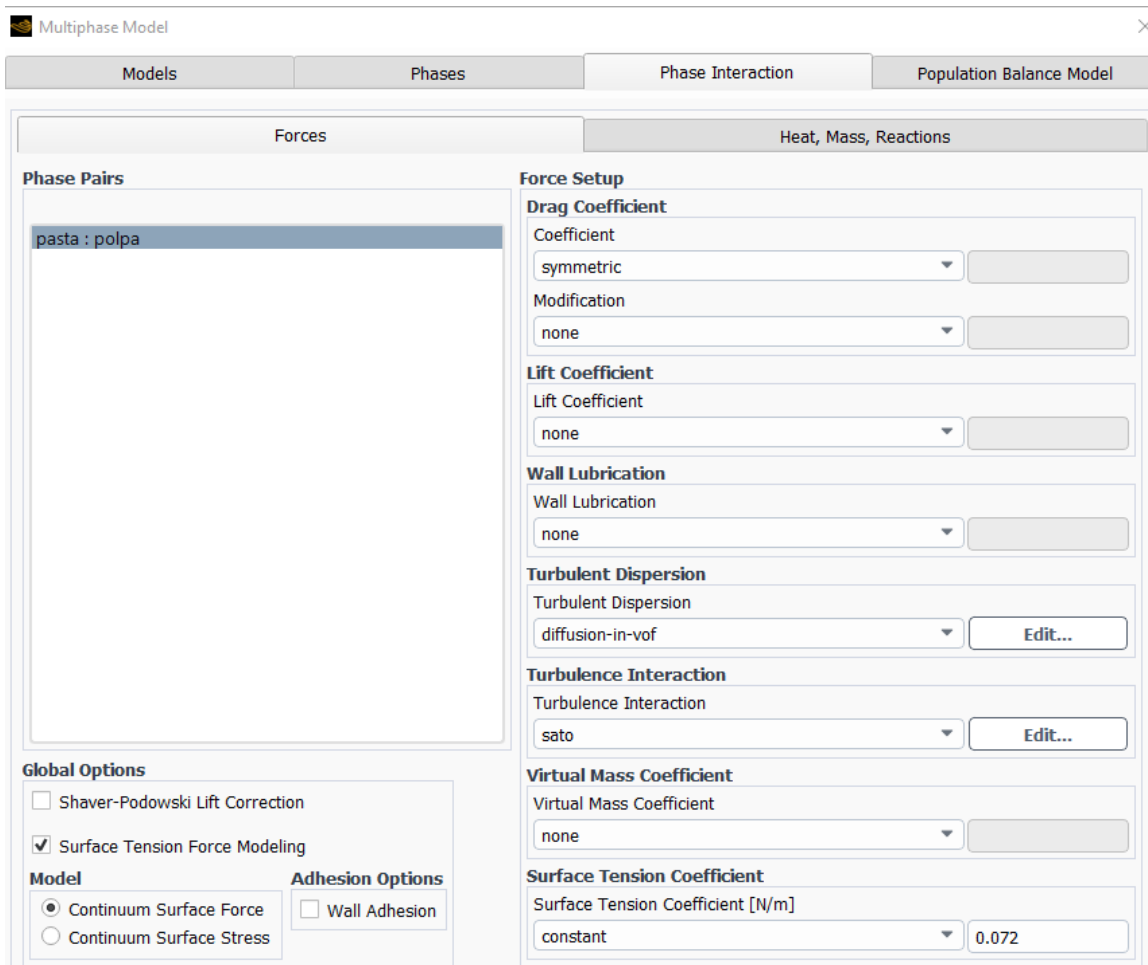 Multiphase Model
Models Phases Phase Interaction Population Balance Model
Forces Heat, Mass, Reactions
Phase Pairs
pasta : polpa
Global Options
Shaver-Podowski Lift Correction
Surface Tension Force Modeling
Model
Continuum Surface Force
Continuum Surface Stress
Adhesion Options
Wall Adhesion
Force Setup
Drag Coefficient
Coefficient
symmetric
Modification
none
Lift Coefficient
Lift Coefficient
none
Wall Lubrication
Wall Lubrication
none
Turbulent Dispersion
Turbulent Dispersion
diffusion-in-vof Edit...
Turbulence Interaction
Turbulence Interaction
sato Edit...
Virtual Mass Coefficient
Virtual Mass Coefficient
none
Surface Tension Coefficient
Surface Tension Coefficient [N/m]
constant 0.072